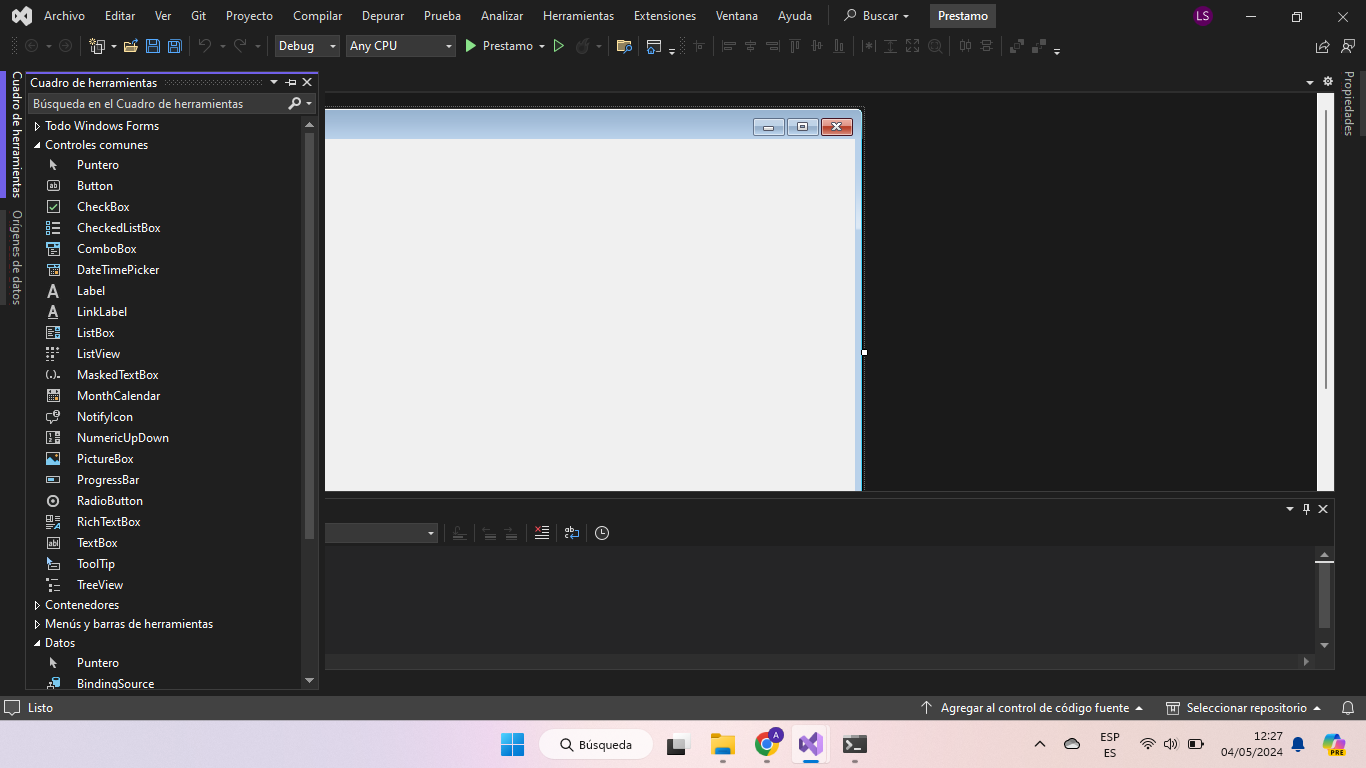 Archivo Editar Ver Git Proyecto Compilar Depurar Prueba Analizar Herramientas Extensiones Ventana Ayuda Buscar Prestamo LS
Debug Any CPU Prestamo
Cuadro de herramientas
Orígenes de datos
Cuadro de herramientas
Búsqueda en el Cuadro de herramientas
Todo Windows Forms
Controles comunes
Puntero
Button
CheckBox
CheckedListBox
ComboBox
DateTimePicker
Label
LinkLabel
ListBox
ListView
MaskedTextBox
MonthCalendar
NotifyIcon
NumericUpDown
PictureBox
ProgressBar
RadioButton
RichTextBox
TextBox
ToolTip
TreeView
Contenedores
Menús y barras de herramientas
Datos
Puntero
BindingSource
Propiedades
Listo
Agregar al control de código fuente Seleccionar repositorio
Búsqueda
ESP
ES
12:27
04/05/2024